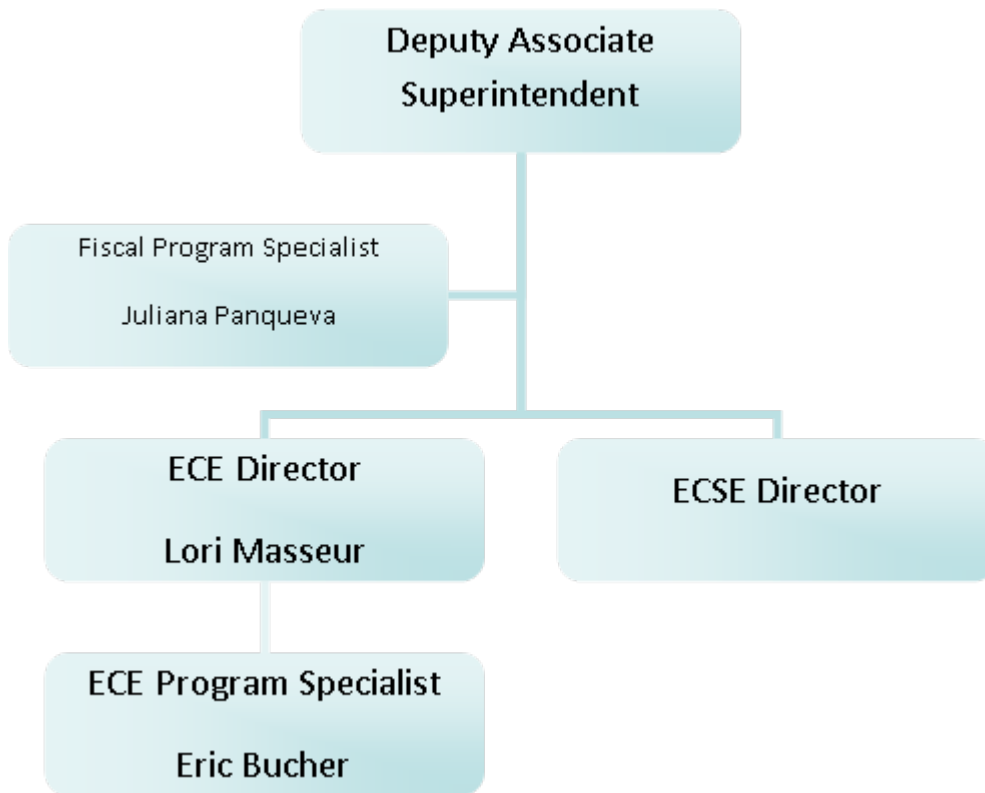 Deputy Associate
Superintendent
Fiscal Program Specialist
Juliana Panqueva
ECE Director
Lori Masseur
ECSE Director
ECE Program Specialist
Eric Bucher